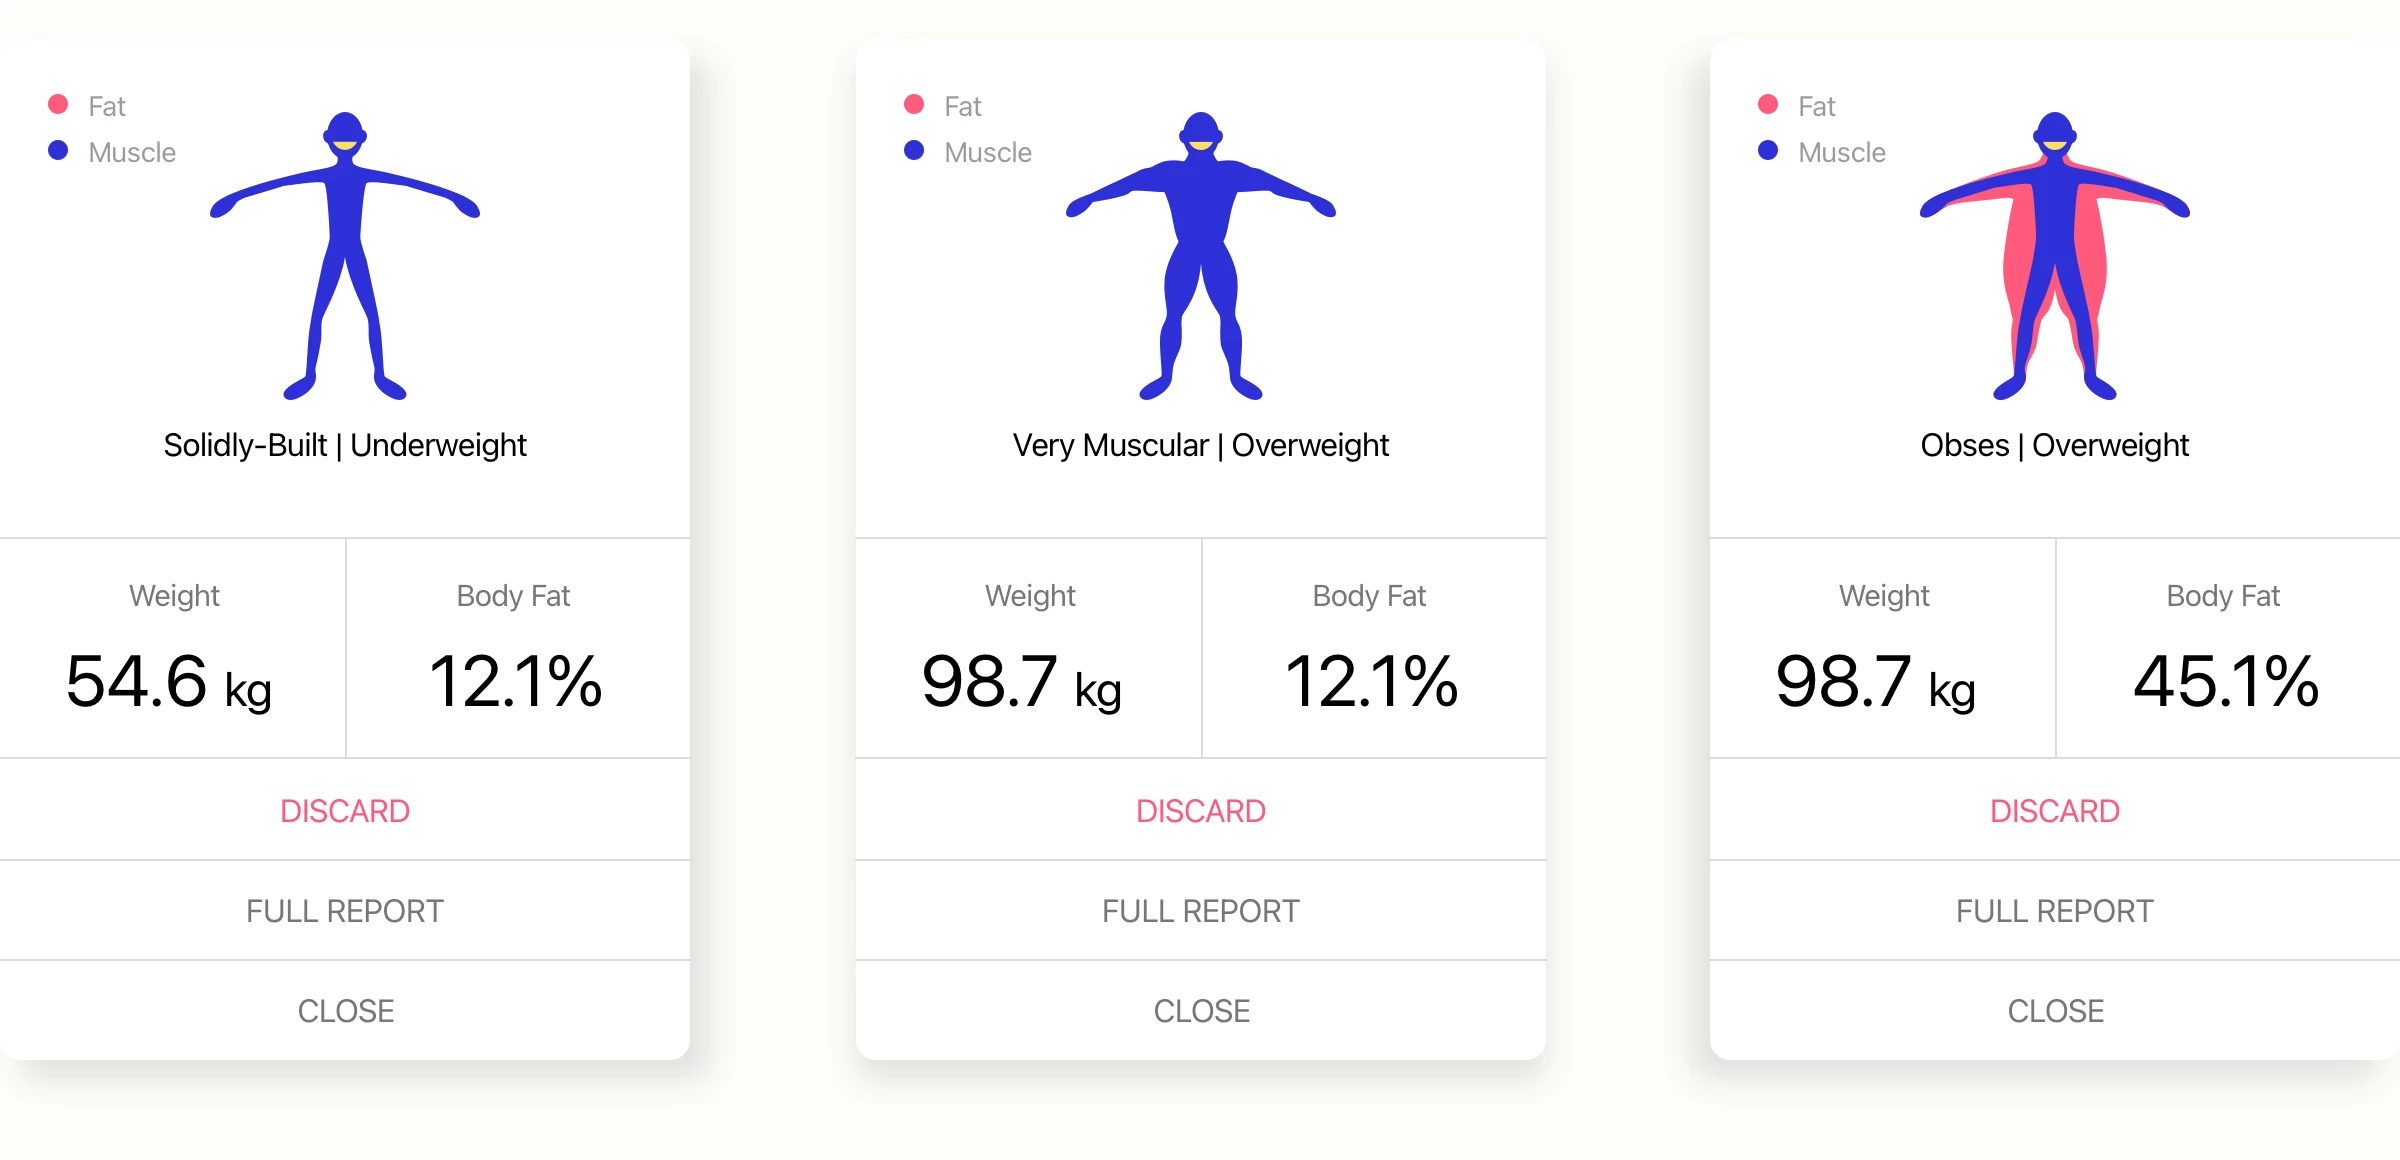 Fat
Muscle
Solidly-Built | Underweight
Weight
Body Fat
54.6 kg
12.1%
DISCARD
FULL REPORT
CLOSE
Fat
Muscle
Very Muscular | Overweight
Weight
Body Fat
98.7 kg
12.1%
DISCARD
FULL REPORT
CLOSE
Fat
Muscle
Obses | Overweight
Weight
Body Fat
98.7 kg
45.1%
DISCARD
FULL REPORT
CLOSE